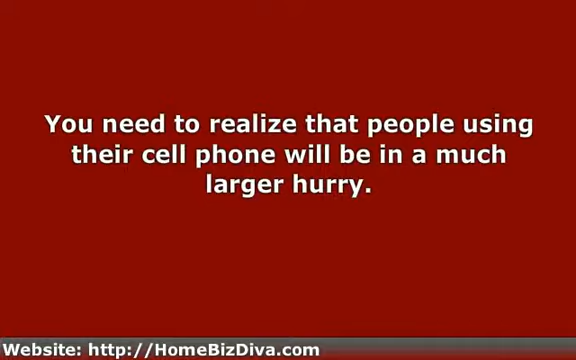 You need to realize that people using
their cell phone will be in a much
larger hurry.
Website: http://HomeBizDiva.com